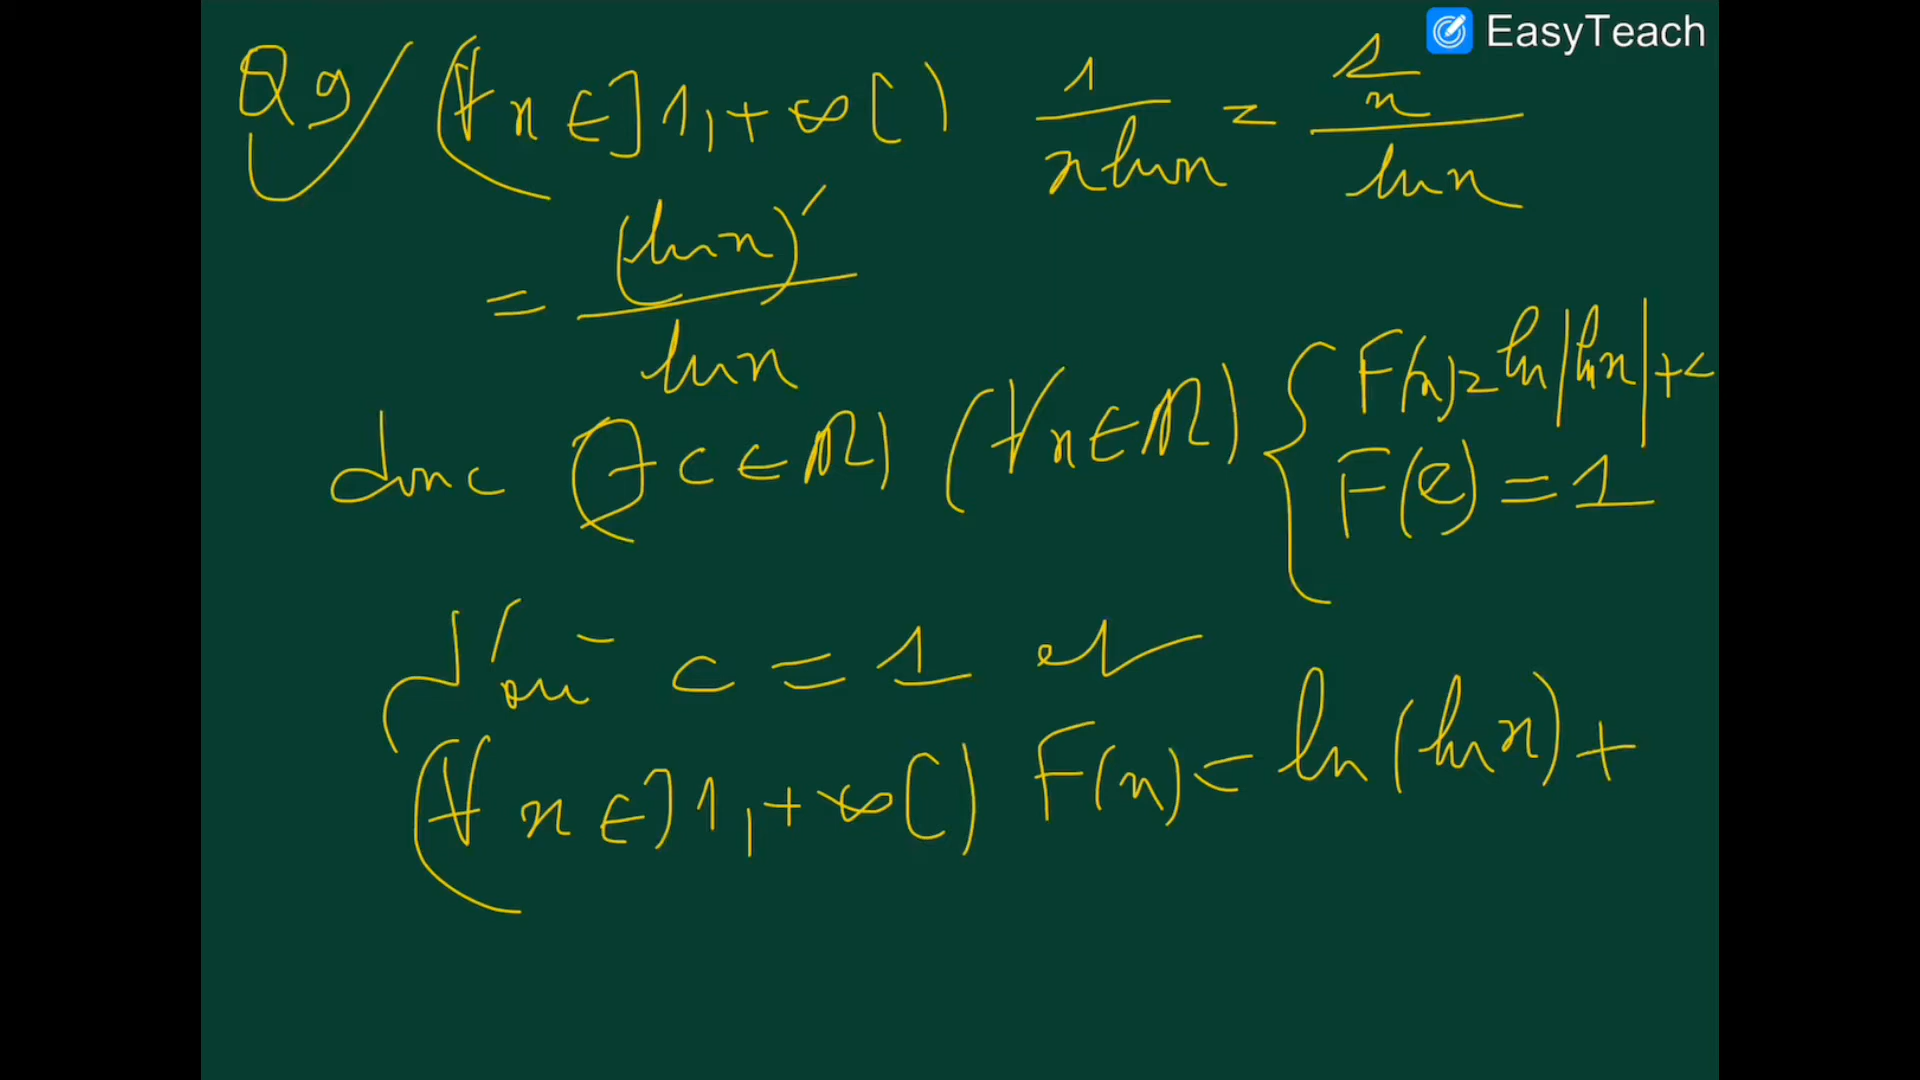 EasyTeach
Q9/ (∀x∈]1,+∞[) 1/(x ln x) = (1/x)/(ln x)
= (ln x)'/(ln x)
donc (∃c∈ℝ) (∀x∈ℝ) { F(x)=ln|ln x|+c
F(e)=1
d'où c=1 et
(∀x∈]1,+∞[) F(x)=ln(ln x)+